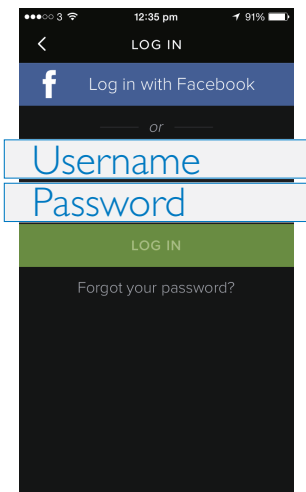 3 12:35 pm 91%
LOG IN
f Log in with Facebook
or
Username
Password
LOG IN
Forgot your password?